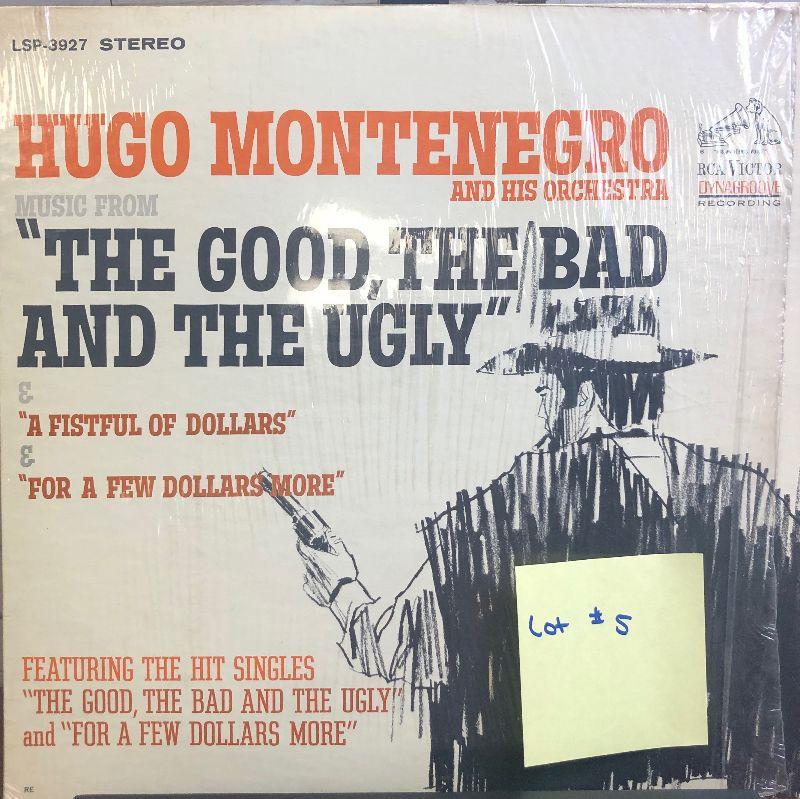 LSP-3927 STEREO
HUGO MONTENEGRO
AND HIS ORCHESTRA
RCA VICTOR
DYNAGROOVE
RECORDING
MUSIC FROM
"THE GOOD, THE BAD
AND THE UGLY"
&
"A FISTFUL OF DOLLARS"
&
"FOR A FEW DOLLARS MORE"
Lot #5
FEATURING THE HIT SINGLES
"THE GOOD, THE BAD AND THE UGLY"
and "FOR A FEW DOLLARS MORE"
RE